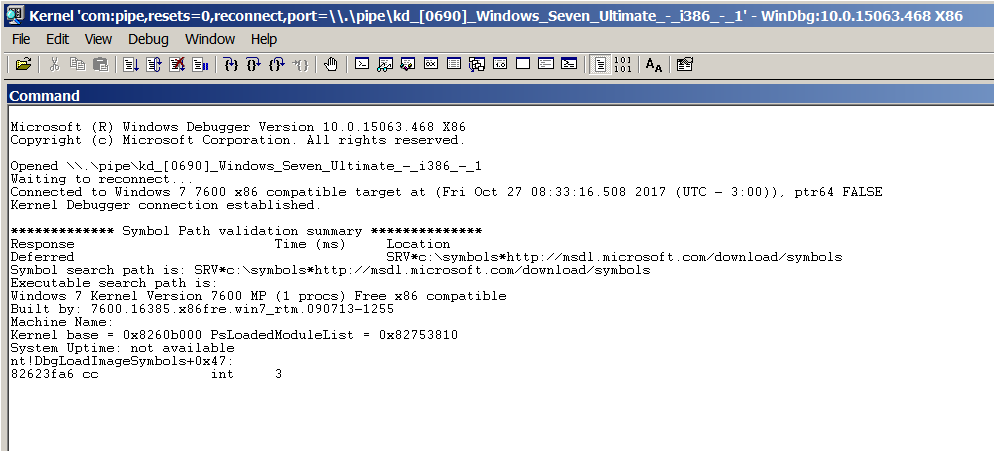 Kernel 'com:pipe,resets=0,reconnect,port=\\.\pipe\kd_[0690]_Windows_Seven_Ultimate_-_i386_-_1' - WinDbg:10.0.15063.468 X86
File Edit View Debug Window Help
Command
Microsoft (R) Windows Debugger Version 10.0.15063.468 X86
Copyright (c) Microsoft Corporation. All rights reserved.
Opened \\.\pipe\kd_[0690]_Windows_Seven_Ultimate_-_i386_-_1
Waiting to reconnect...
Connected to Windows 7 7600 x86 compatible target at (Fri Oct 27 08:33:16.508 2017 (UTC - 3:00)), ptr64 FALSE
Kernel Debugger connection established.
************* Symbol Path validation summary **************
Response Time (ms) Location
Deferred SRV*c:\symbols*http://msdl.microsoft.com/download/symbols
Symbol search path is: SRV*c:\symbols*http://msdl.microsoft.com/download/symbols
Executable search path is:
Windows 7 Kernel Version 7600 MP (1 procs) Free x86 compatible
Built by: 7600.16385.x86fre.win7_rtm.090713-1255
Machine Name:
Kernel base = 0x8260b000 PsLoadedModuleList = 0x82753810
System Uptime: not available
nt!DbgLoadImageSymbols+0x47:
82623fa6 cc int 3